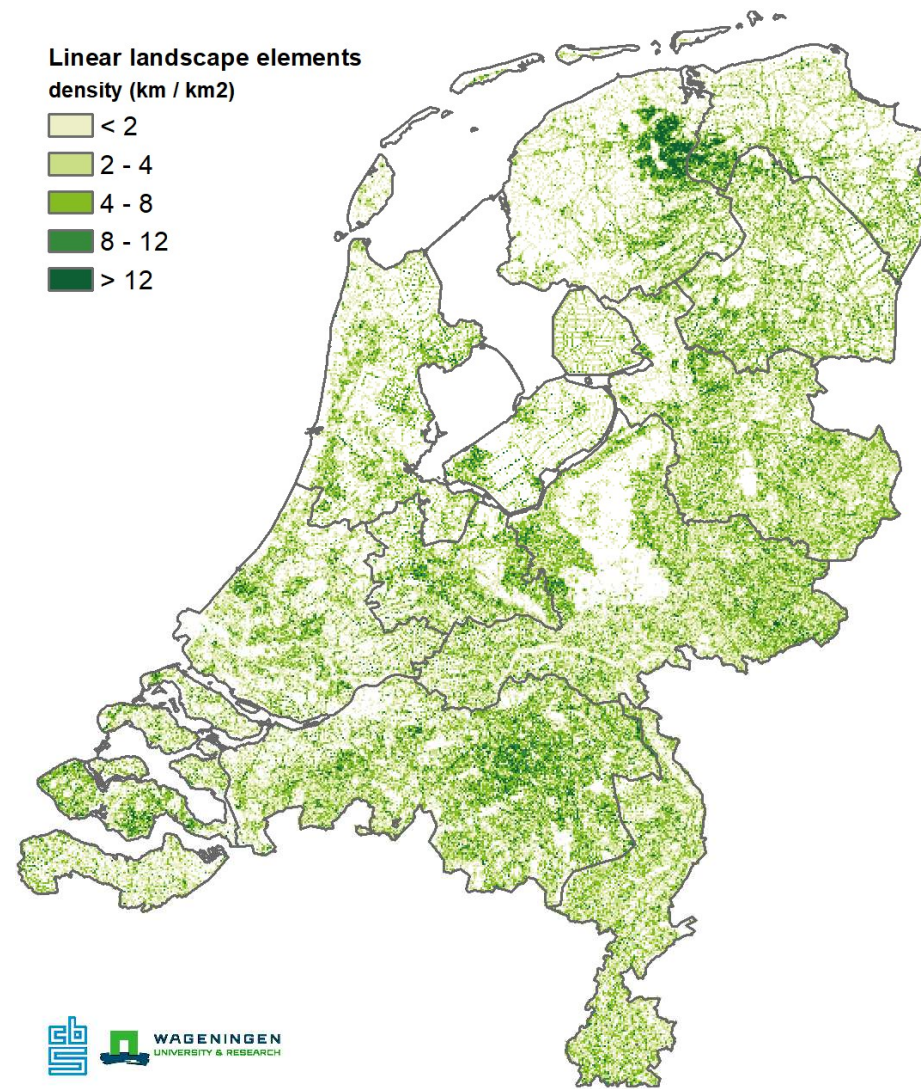 Linear landscape elements
density (km / km2)
< 2
2 - 4
4 - 8
8 - 12
> 12
cbs
WAGENINGEN
UNIVERSITY & RESEARCH